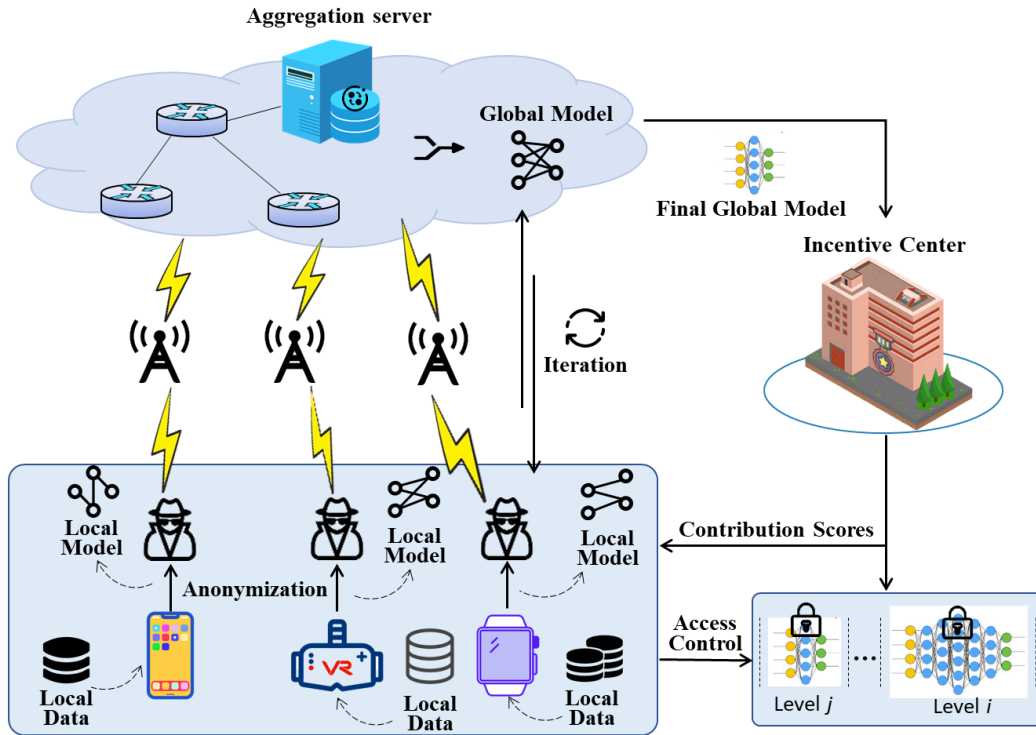 Aggregation server
Global Model
Final Global Model
Incentive Center
Iteration
Local
Model
Local
Model
Local
Model
Contribution Scores
Anonymization
Access
Control
VR
Local
Data
Local
Data
Local
Data
...
Level j
Level i